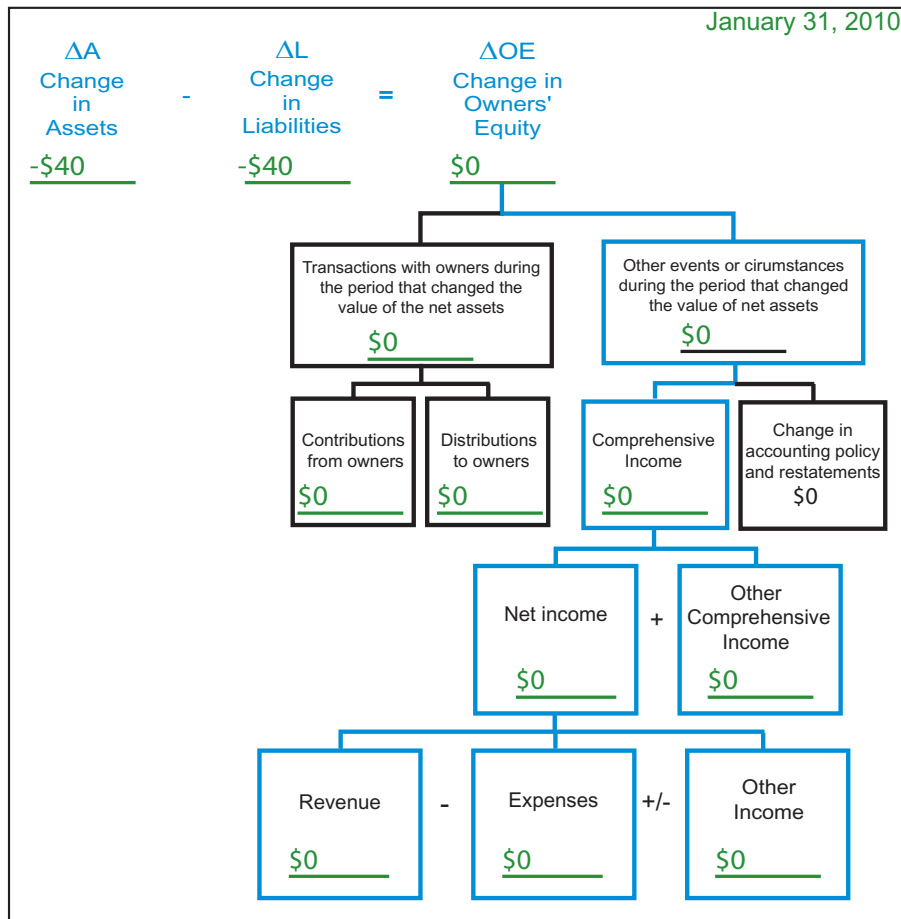 January 31, 2010
ΔA
Change
in
Assets
-
ΔL
Change
in
Liabilities
=
ΔOE
Change in
Owners'
Equity
-$40
-$40
$0
Transactions with owners during
the period that changed the
value of the net assets
$0
Other events or cirumstances
during the period that changed
the value of net assets
$0
Contributions
from owners
$0
Distributions
to owners
$0
Comprehensive
Income
$0
Change in
accounting policy
and restatements
$0
Net income
$0
+
Other
Comprehensive
Income
$0
Revenue
$0
-
Expenses
$0
+/-
Other
Income
$0